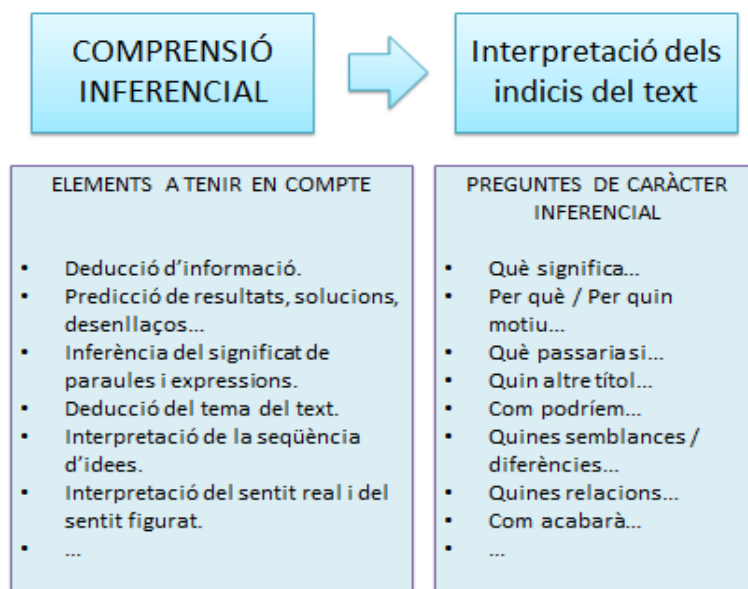 COMPRENSIÓ
INFERENCIAL
Interpretació dels
indicis del text
ELEMENTS A TENIR EN COMPTE
• Deducció d'informació.
• Predicció de resultats, solucions,
desenllaços...
• Inferència del significat de
paraules i expressions.
• Deducció del tema del text.
• Interpretació de la seqüència
d'idees.
• Interpretació del sentit real i del
sentit figurat.
• ...
PREGUNTES DE CARÀCTER
INFERENCIAL
• Què significa...
• Per què / Per quin
motiu...
• Què passaria si...
• Quin altre títol...
• Com podríem...
• Quines semblances /
diferències...
• Quines relacions...
• Com acabarà...
• ...